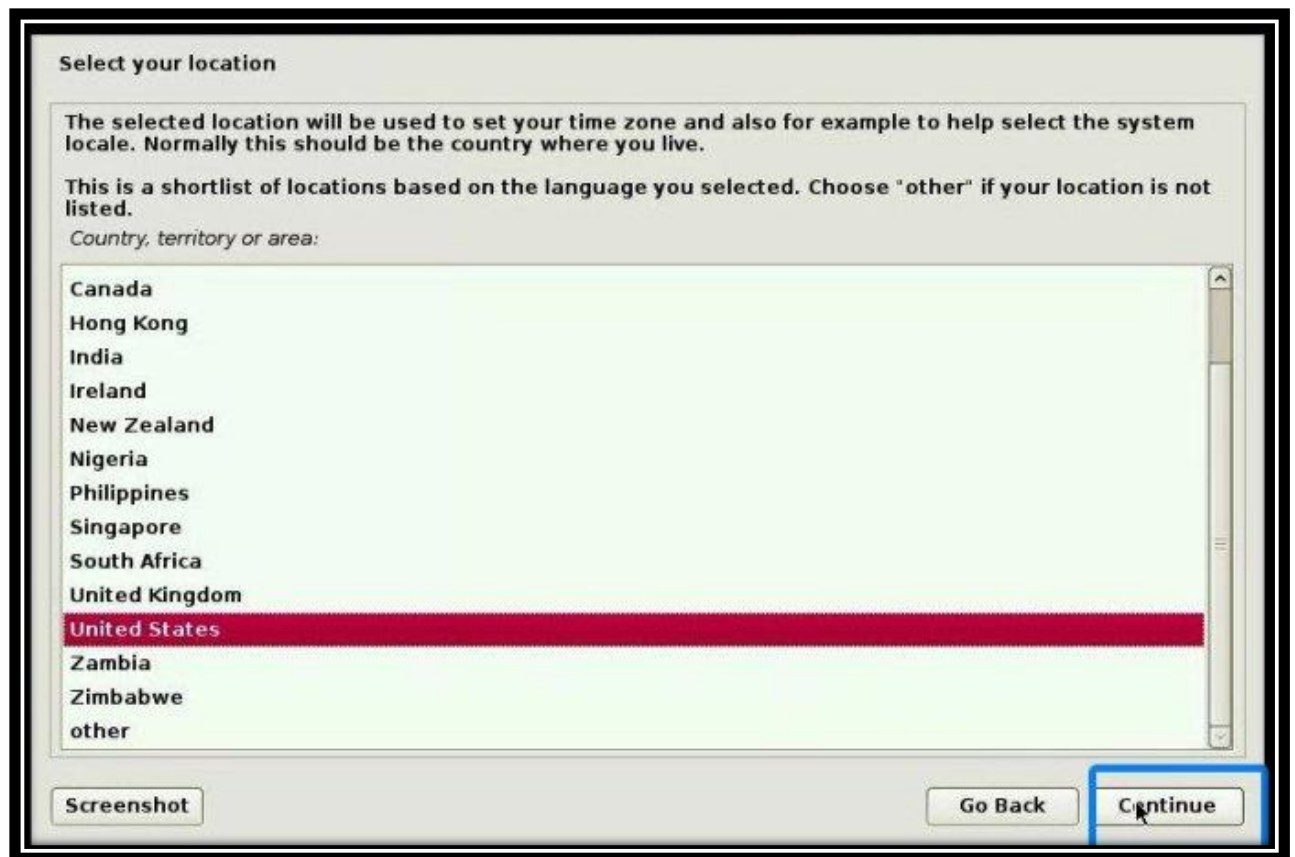 Select your location
The selected location will be used to set your time zone and also for example to help select the system
locale. Normally this should be the country where you live.
This is a shortlist of locations based on the language you selected. Choose "other" if your location is not
listed.
Country, territory or area:
Canada
Hong Kong
India
Ireland
New Zealand
Nigeria
Philippines
Singapore
South Africa
United Kingdom
United States
Zambia
Zimbabwe
other
Screenshot
Go Back
Continue